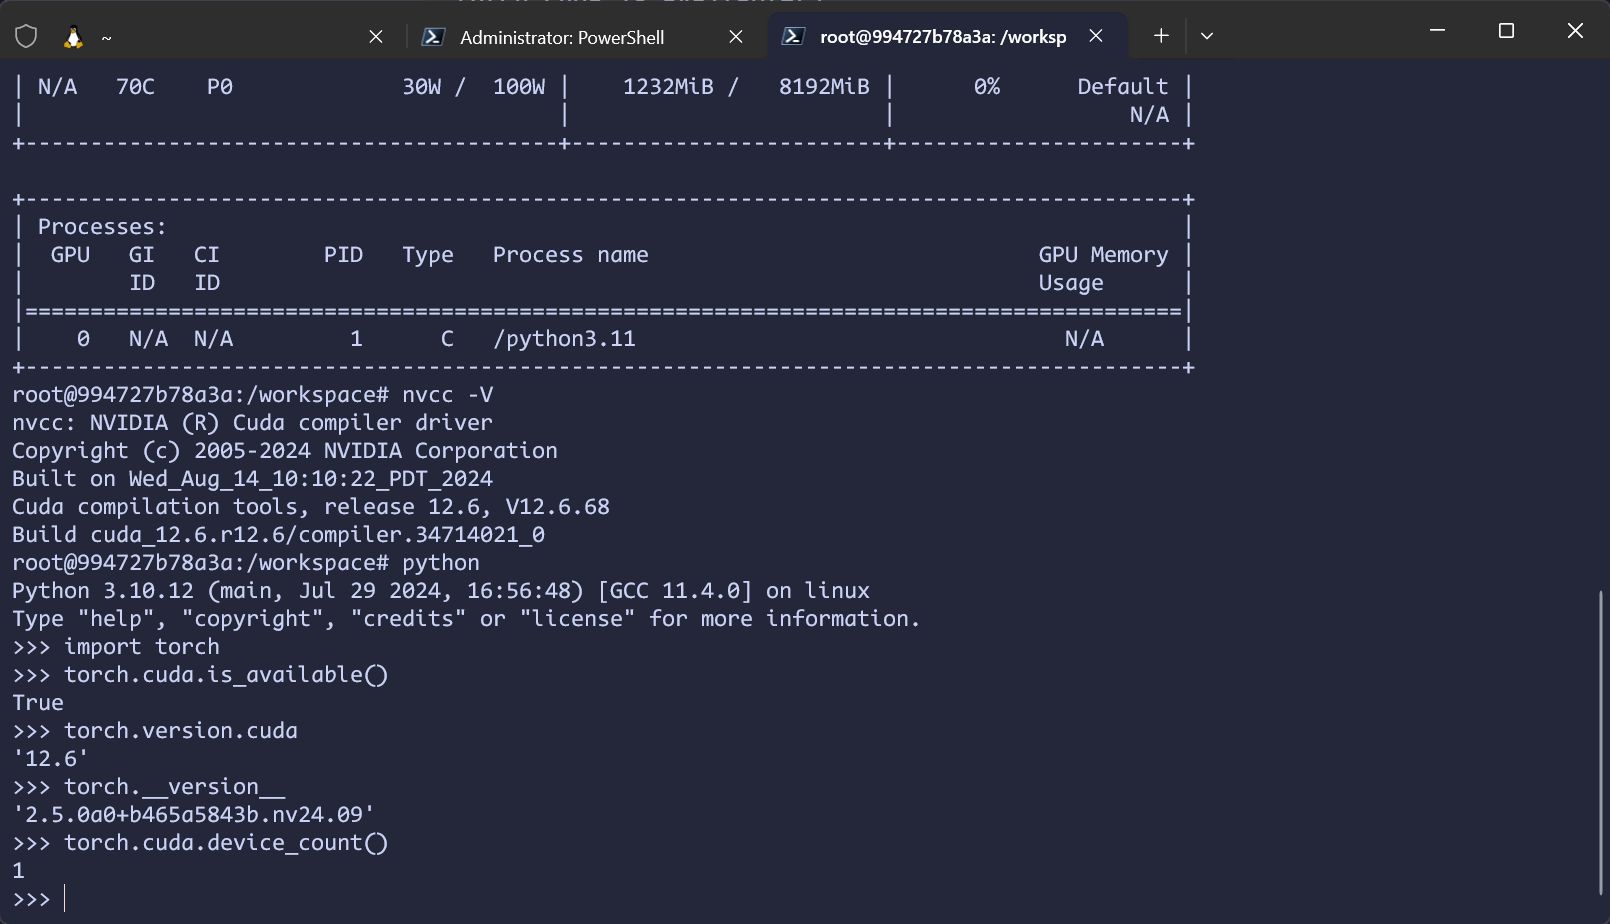 ~ Administrator: PowerShell root@994727b78a3a: /worksp
| N/A   70C    P0             30W /  100W |    1232MiB /   8192MiB |      0%      Default |
|                                         |                        |                  N/A |
+-----------------------------------------+------------------------+----------------------+
+-----------------------------------------------------------------------------------------+
| Processes:                                                                              |
|  GPU   GI   CI        PID   Type   Process name                              GPU Memory |
|        ID   ID                                                               Usage      |
|=========================================================================================|
|    0   N/A  N/A         1      C   /python3.11                                 N/A      |
+-----------------------------------------------------------------------------------------+
root@994727b78a3a:/workspace# nvcc -V
nvcc: NVIDIA (R) Cuda compiler driver
Copyright (c) 2005-2024 NVIDIA Corporation
Built on Wed_Aug_14_10:10:22_PDT_2024
Cuda compilation tools, release 12.6, V12.6.68
Build cuda_12.6.r12.6/compiler.34714021_0
root@994727b78a3a:/workspace# python
Python 3.10.12 (main, Jul 29 2024, 16:56:48) [GCC 11.4.0] on linux
Type "help", "copyright", "credits" or "license" for more information.
>>> import torch
>>> torch.cuda.is_available()
True
>>> torch.version.cuda
'12.6'
>>> torch.__version__
'2.5.0a0+b465a5843b.nv24.09'
>>> torch.cuda.device_count()
1
>>>